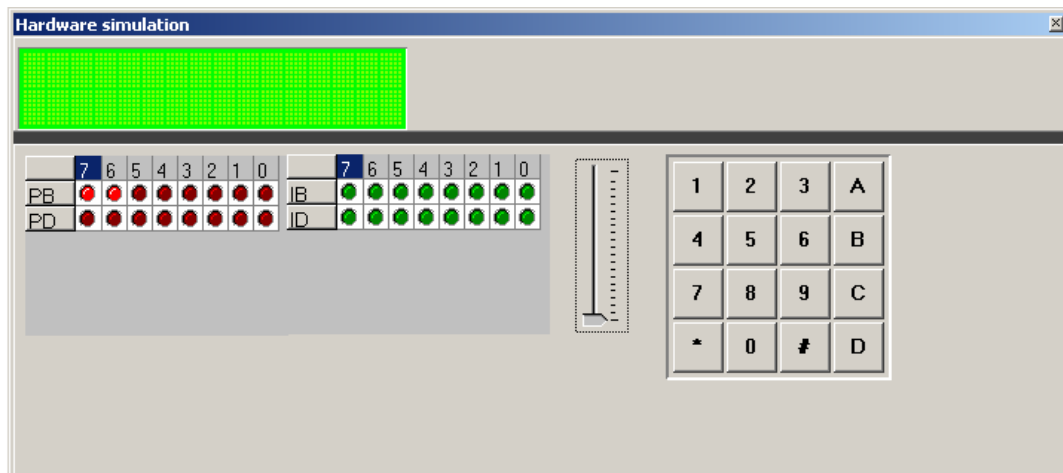 Hardware simulation
7 6 5 4 3 2 1 0
PB
PD
7 6 5 4 3 2 1 0
IB
ID
1 2 3 A
4 5 6 B
7 8 9 C
* 0 # D